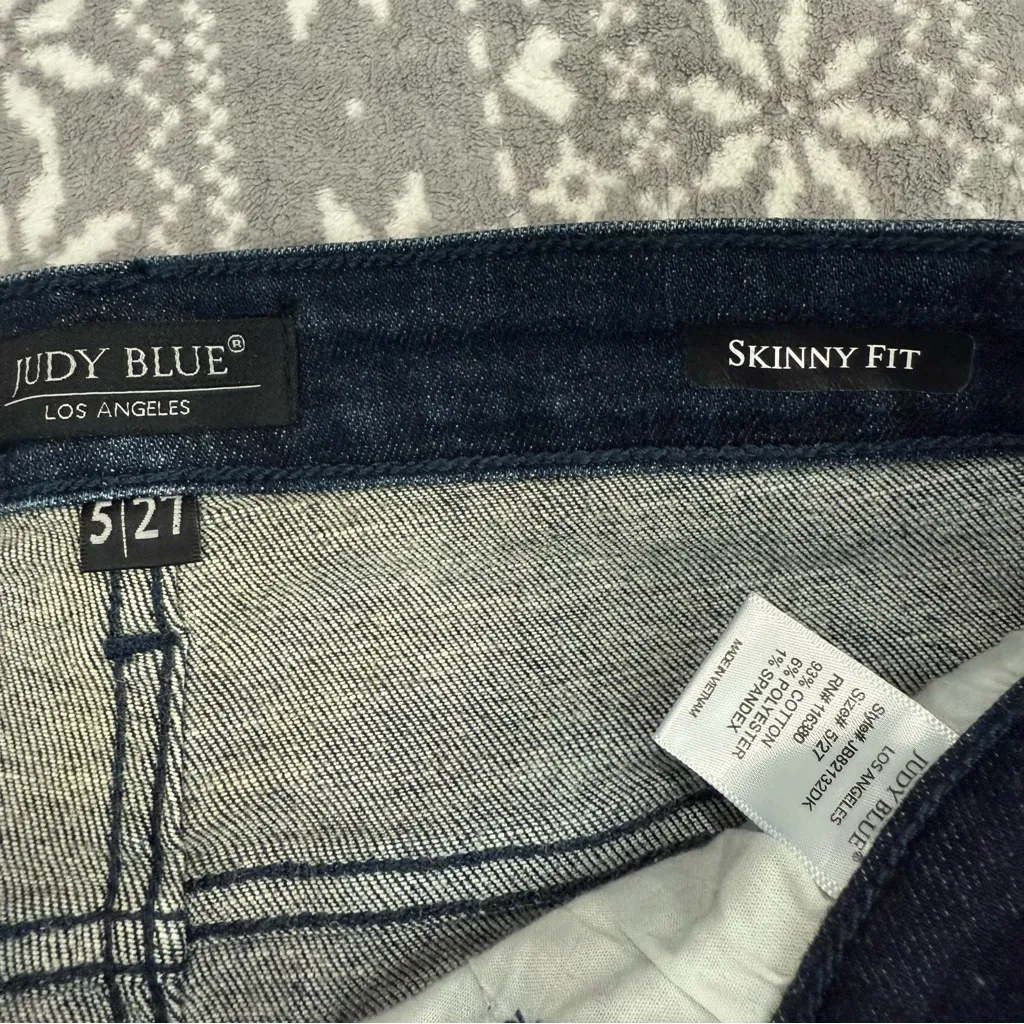 JUDY BLUE®
LOS ANGELES
SKINNY FIT
5|27
JUDY BLUE®
LOS ANGELES
Style#.JB82132DK
Size# 5/27
RN# 116380
93% COTTON
6% POLYESTER
1% SPANDEX
MADE IN VIETNAM